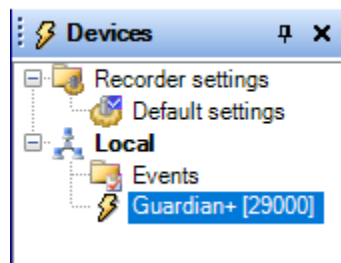 Devices
Recorder settings
Default settings
Local
Events
Guardian+ [29000]